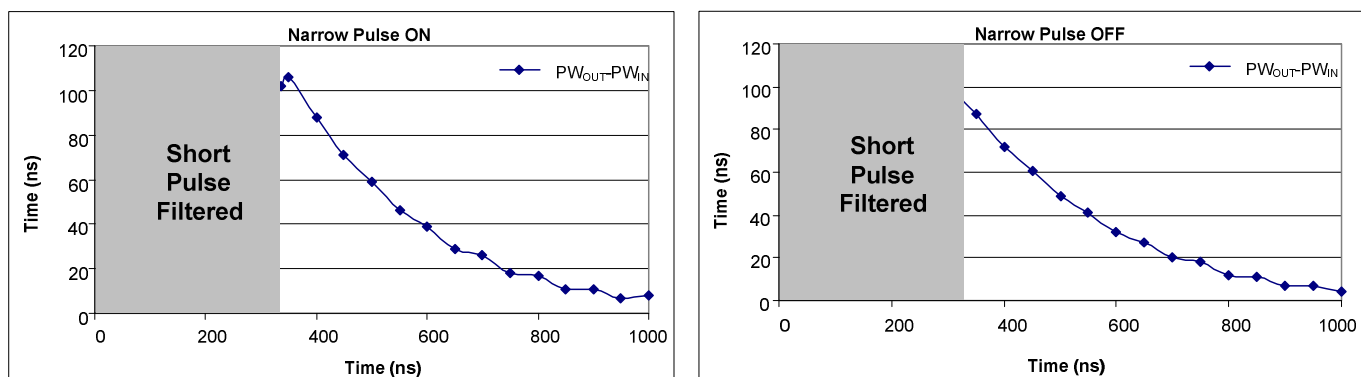 Narrow Pulse ON
120
100
80
60
40
20
0
Time (ns)
PWOUT-PWIN
Short
Pulse
Filtered
0 200 400 600 800 1000
Time (ns)
Narrow Pulse OFF
120
100
80
60
40
20
0
Time (ns)
PWOUT-PWIN
Short
Pulse
Filtered
0 200 400 600 800 1000
Time (ns)